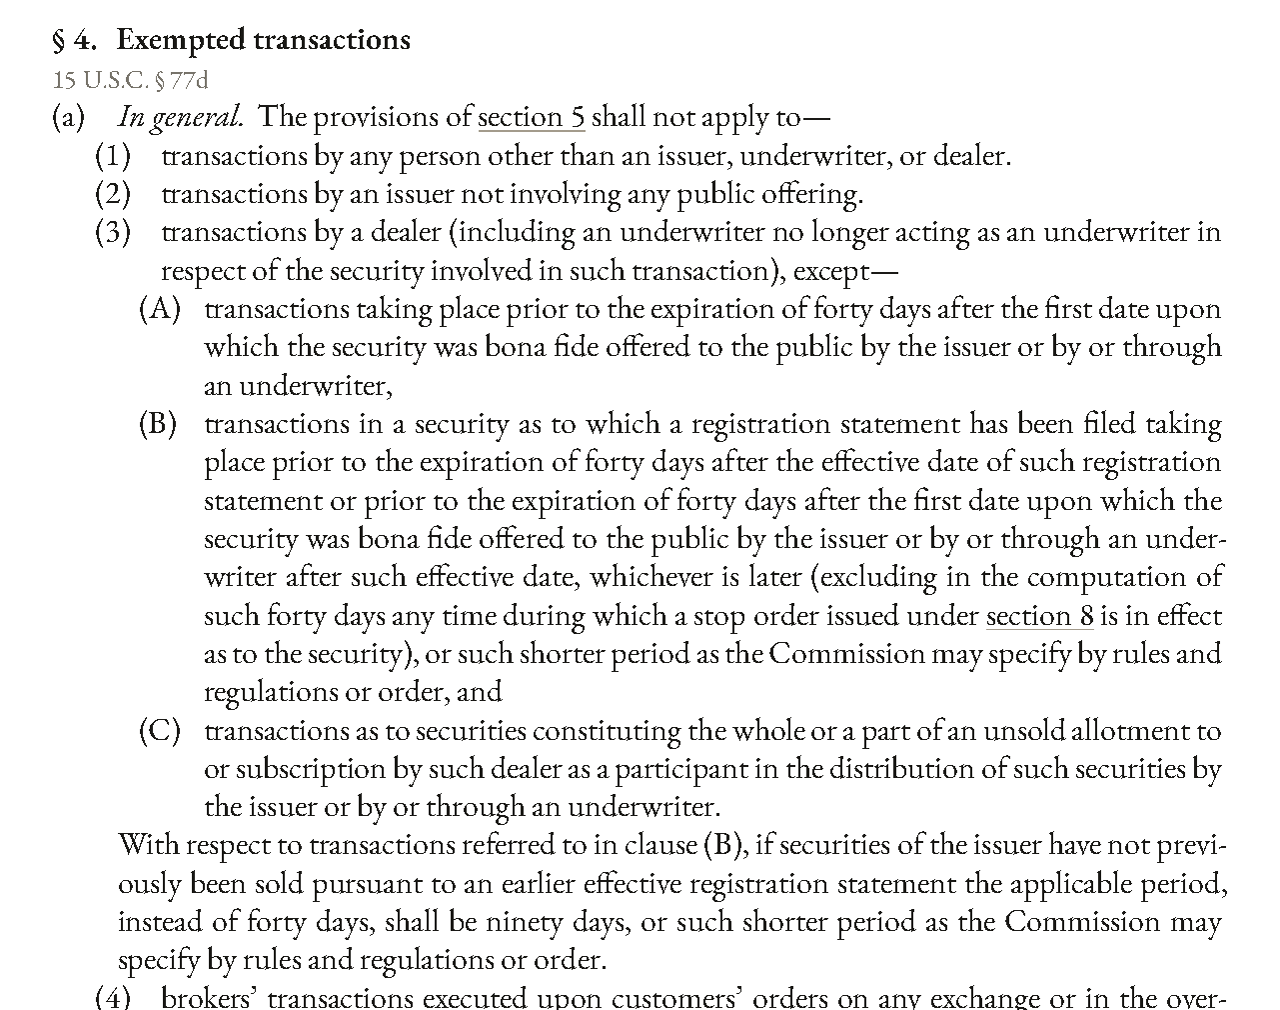 § 4. Exempted transactions
15 U.S.C. § 77d
(a) In general. The provisions of section 5 shall not apply to—
(1) transactions by any person other than an issuer, underwriter, or dealer.
(2) transactions by an issuer not involving any public offering.
(3) transactions by a dealer (including an underwriter no longer acting as an underwriter in
respect of the security involved in such transaction), except—
(A) transactions taking place prior to the expiration of forty days after the first date upon
which the security was bona fide offered to the public by the issuer or by or through
an underwriter,
(B) transactions in a security as to which a registration statement has been filed taking
place prior to the expiration of forty days after the effective date of such registration
statement or prior to the expiration of forty days after the first date upon which the
security was bona fide offered to the public by the issuer or by or through an under-
writer after such effective date, whichever is later (excluding in the computation of
such forty days any time during which a stop order issued under section 8 is in effect
as to the security), or such shorter period as the Commission may specify by rules and
regulations or order, and
(C) transactions as to securities constituting the whole or a part of an unsold allotment to
or subscription by such dealer as a participant in the distribution of such securities by
the issuer or by or through an underwriter.
With respect to transactions referred to in clause (B), if securities of the issuer have not previ-
ously been sold pursuant to an earlier effective registration statement the applicable period,
instead of forty days, shall be ninety days, or such shorter period as the Commission may
specify by rules and regulations or order.
(4) brokers’ transactions executed upon customers’ orders on any exchange or in the over-